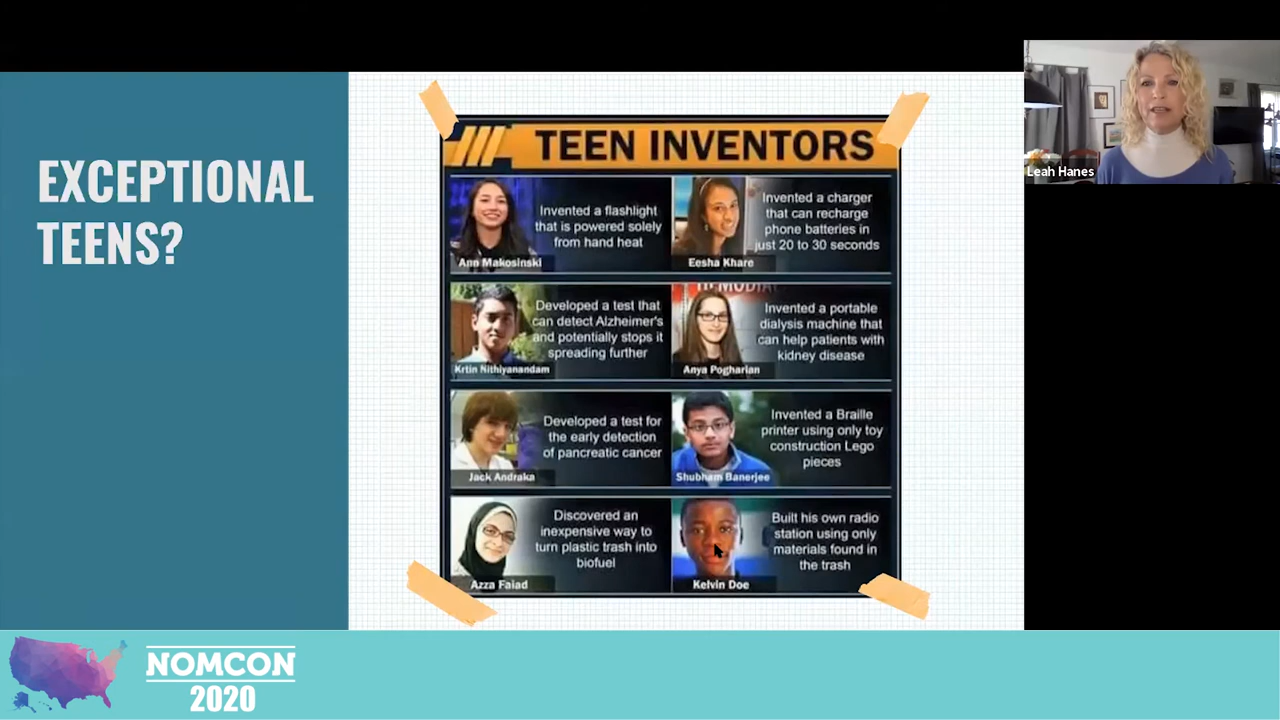 EXCEPTIONAL
TEENS?
TEEN INVENTORS
Invented a flashlight
that is powered solely
from hand heat
Ann Makosinski
Invented a charger
that can recharge
phone batteries in
just 20 to 30 seconds
Eesha Khare
Developed a test that
can detect Alzheimer's
and potentially stops it
spreading further
Krtin Nithiyanandam
Invented a portable
dialysis machine that
can help patients with
kidney disease
Anya Pogharian
Developed a test for
the early detection
of pancreatic cancer
Jack Andraka
Invented a Braille
printer using only toy
construction Lego
pieces
Shubham Banerjee
Discovered an
inexpensive way to
turn plastic trash into
biofuel
Azza Faiad
Built his own radio
station using only
materials found in
the trash
Kelvin Doe
Leah Hanes
NOMCON
2020